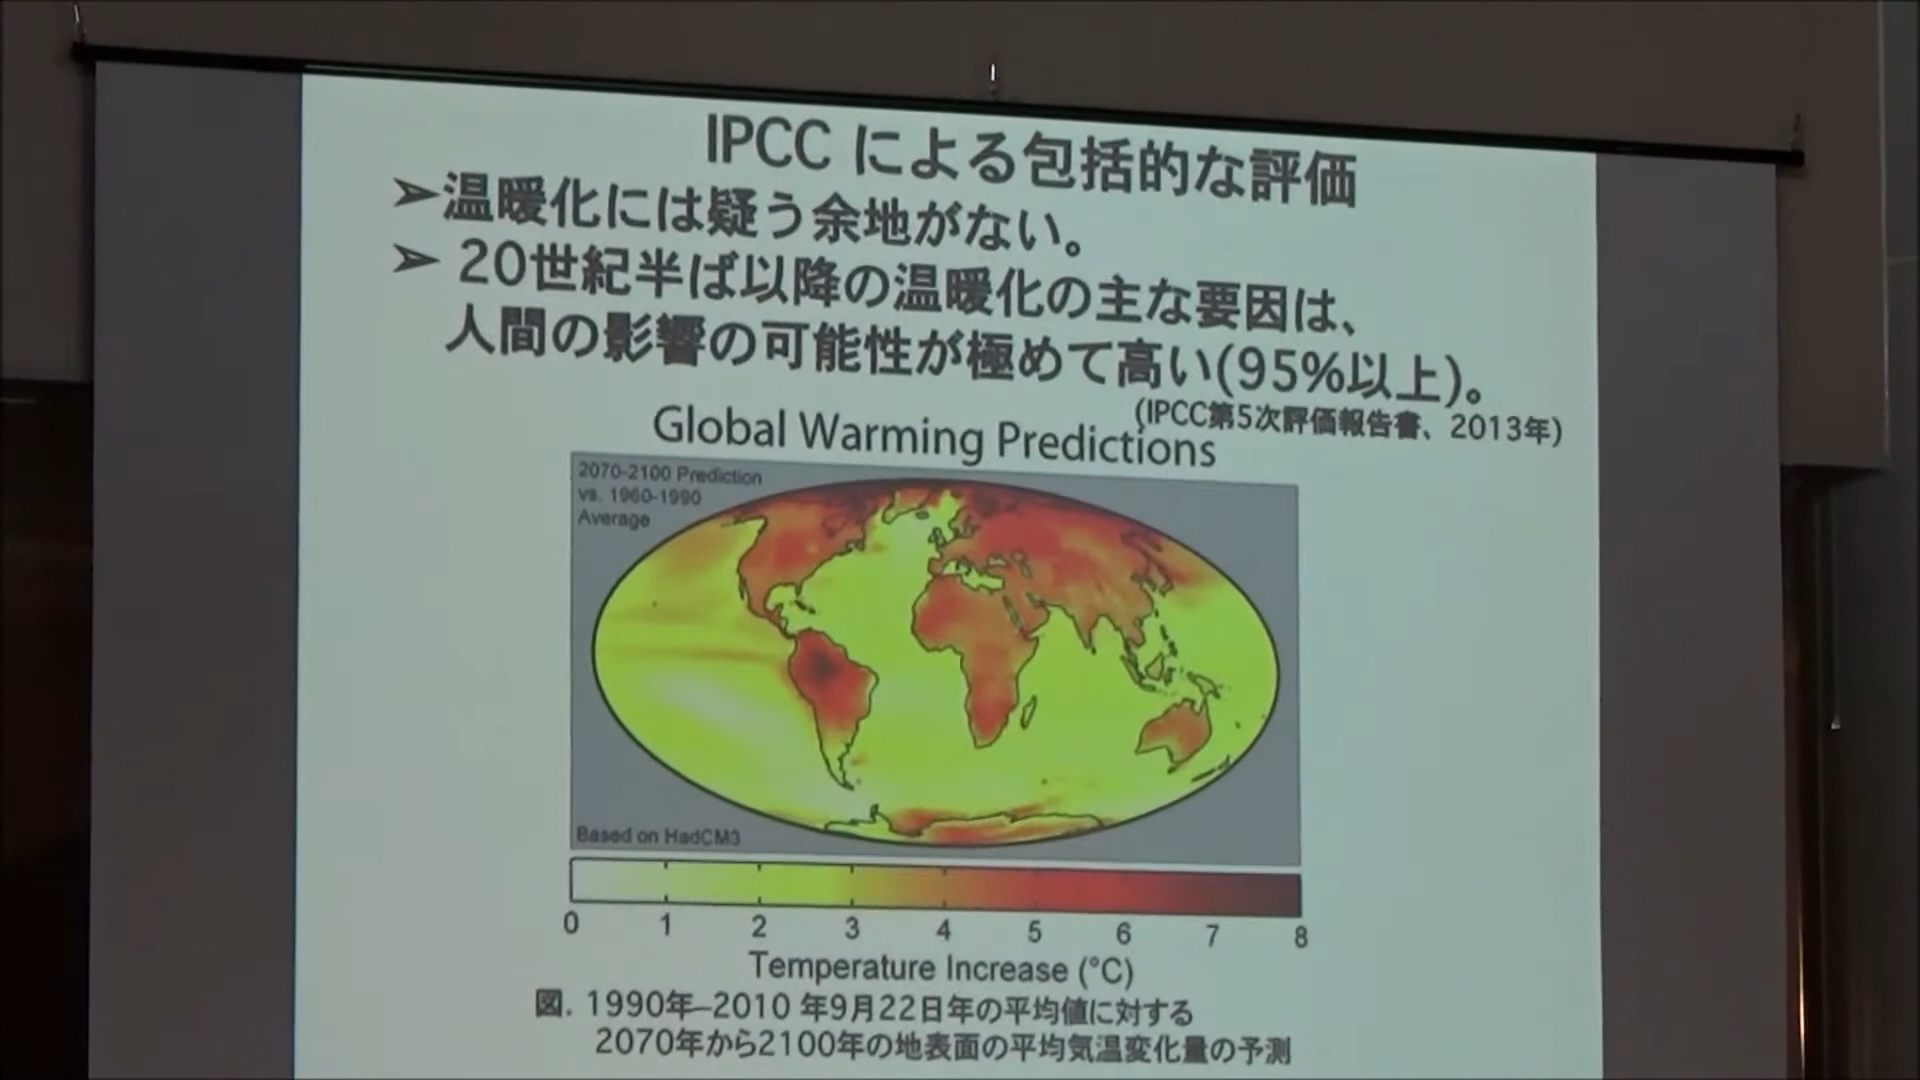 IPCC による包括的な評価
➢温暖化には疑う余地がない。
➢ 20世紀半ば以降の温暖化の主な要因は、
人間の影響の可能性が極めて高い(95%以上)。
(IPCC第5次評価報告書、2013年)
Global Warming Predictions
2070-2100 Prediction
vs. 1960-1990
Average
Based on HadCM3
0 1 2 3 4 5 6 7 8
Temperature Increase (°C)
図. 1990年–2010 年9月22日年の平均値に対する
2070年から2100年の地表面の平均気温変化量の予測